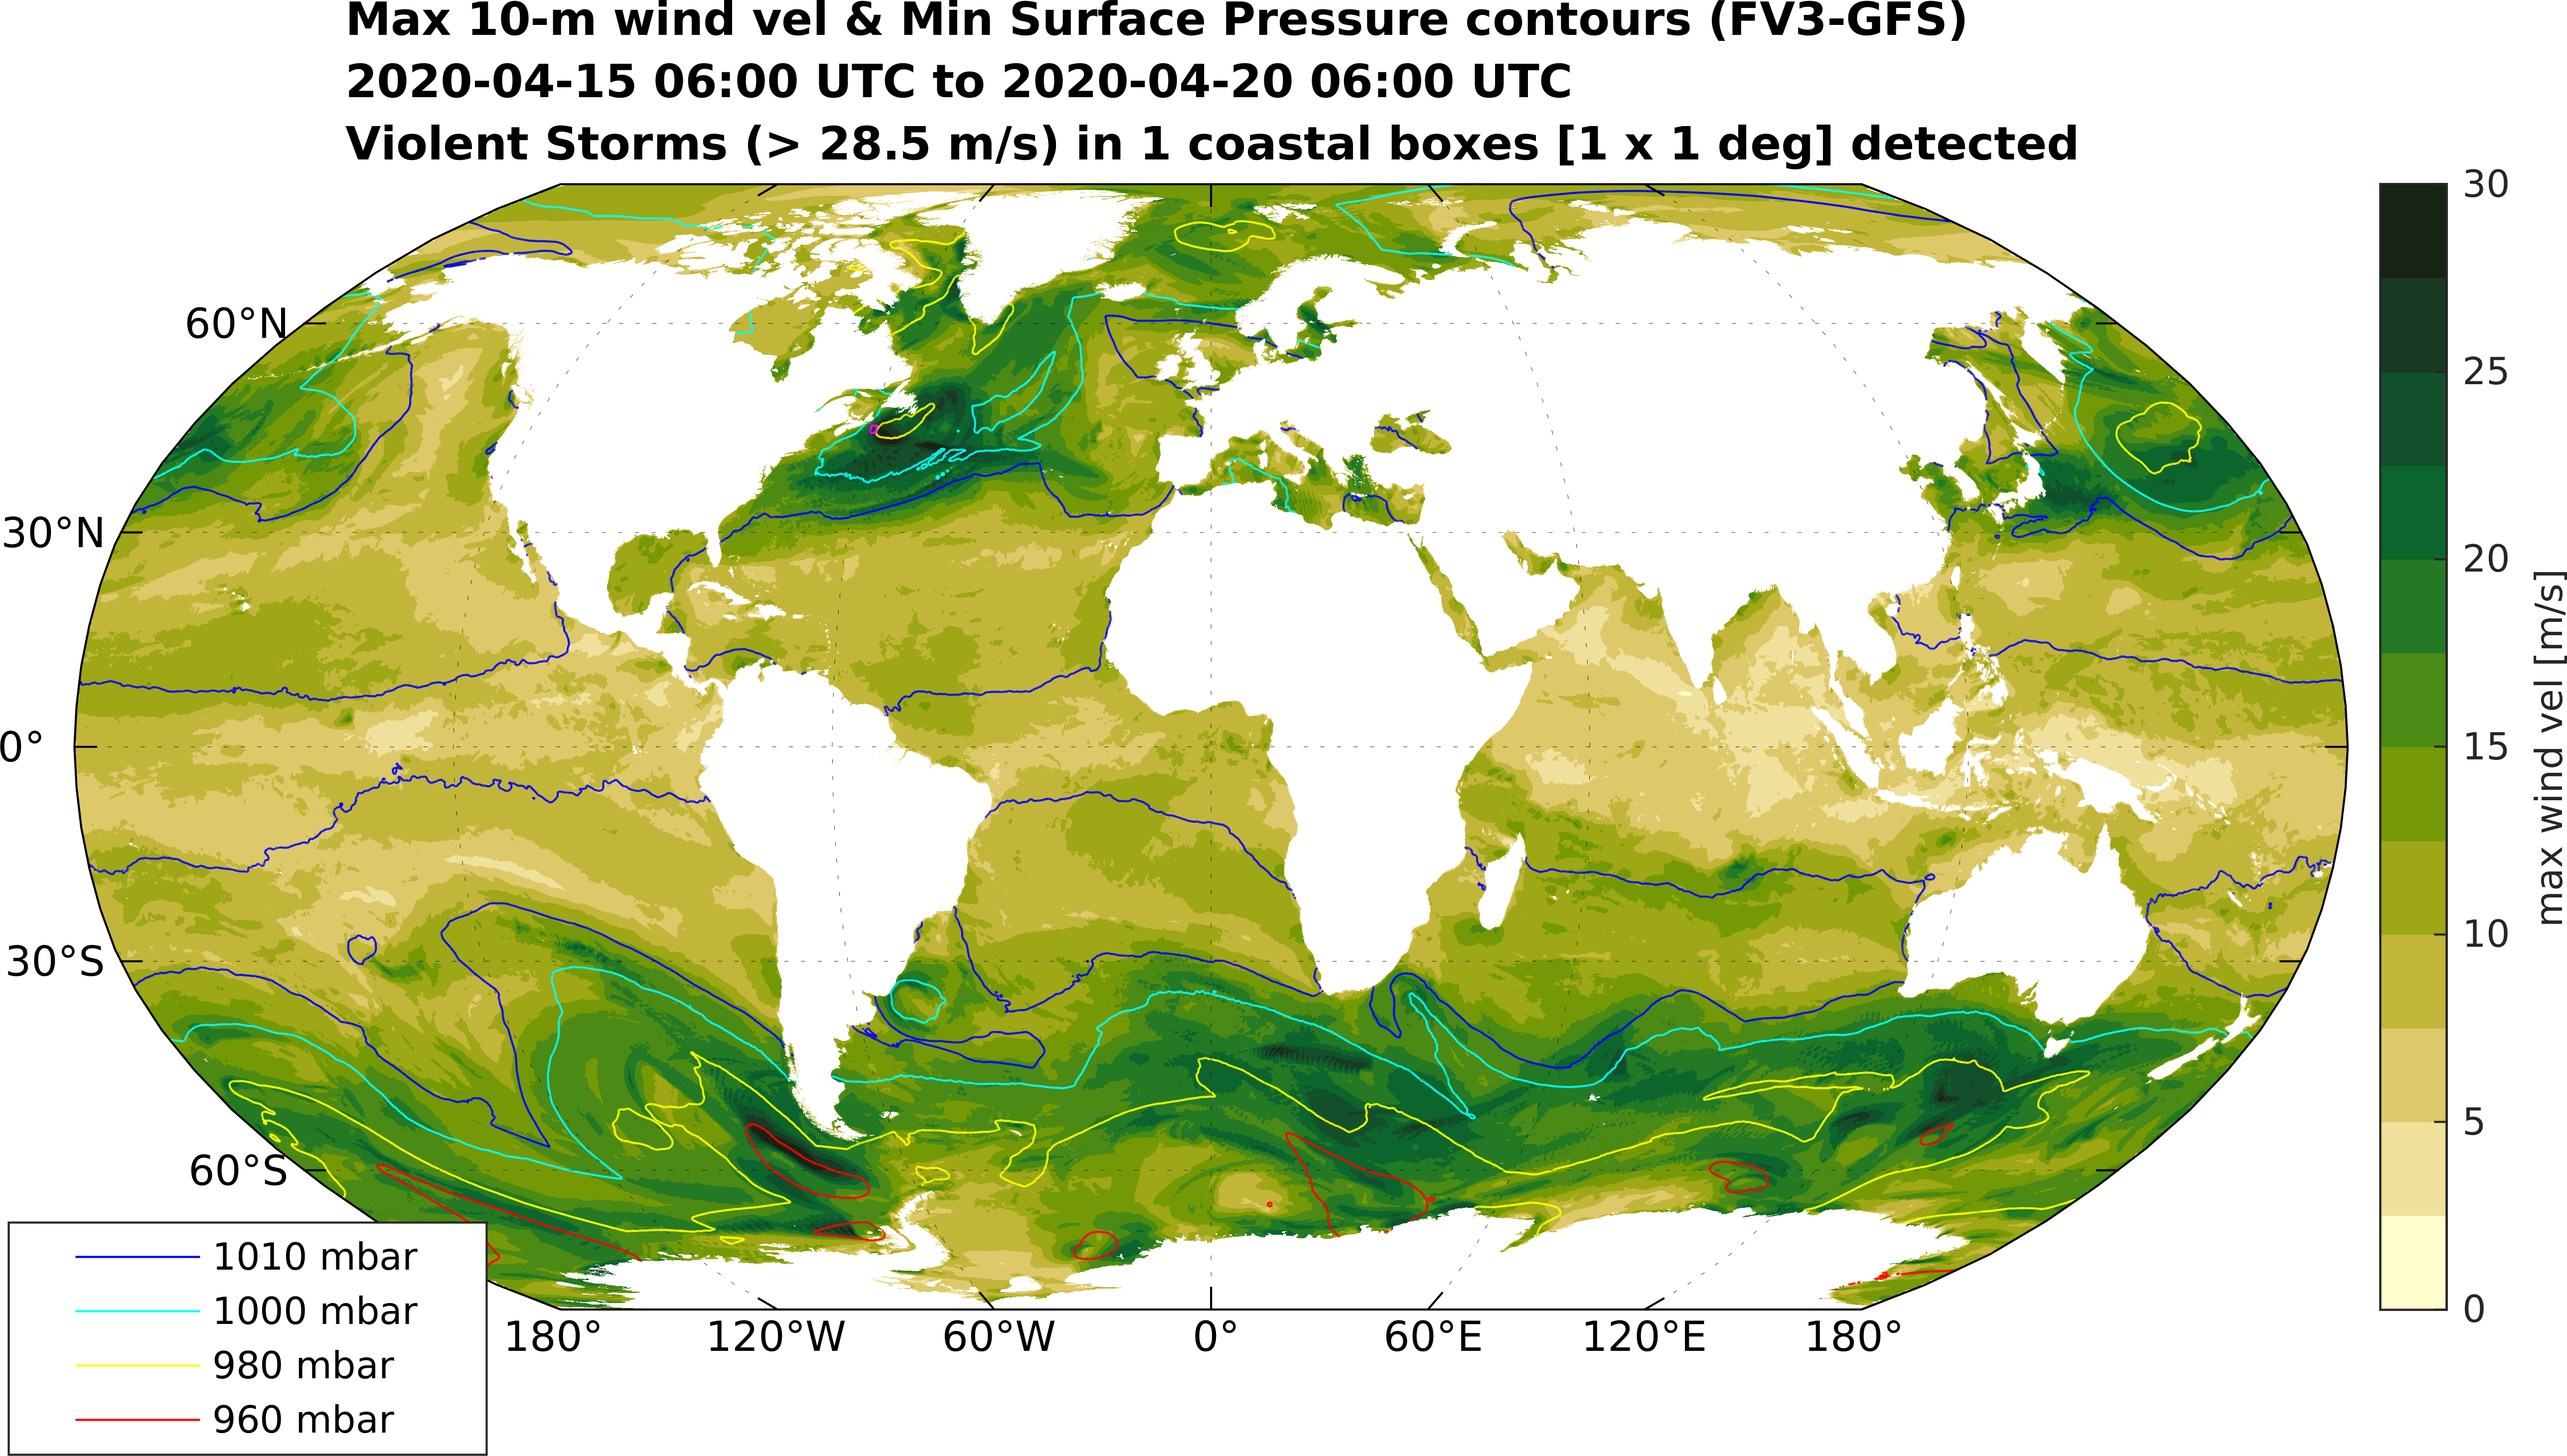 Max 10-m wind vel & Min Surface Pressure contours (FV3-GFS)
2020-04-15 06:00 UTC to 2020-04-20 06:00 UTC
Violent Storms (> 28.5 m/s) in 1 coastal boxes [1 x 1 deg] detected
60°N
30°N
0°
30°S
60°S
180°
120°W
60°W
0°
60°E
120°E
180°
1010 mbar
1000 mbar
980 mbar
960 mbar
30
25
20
15
10
5
0
max wind vel [m/s]